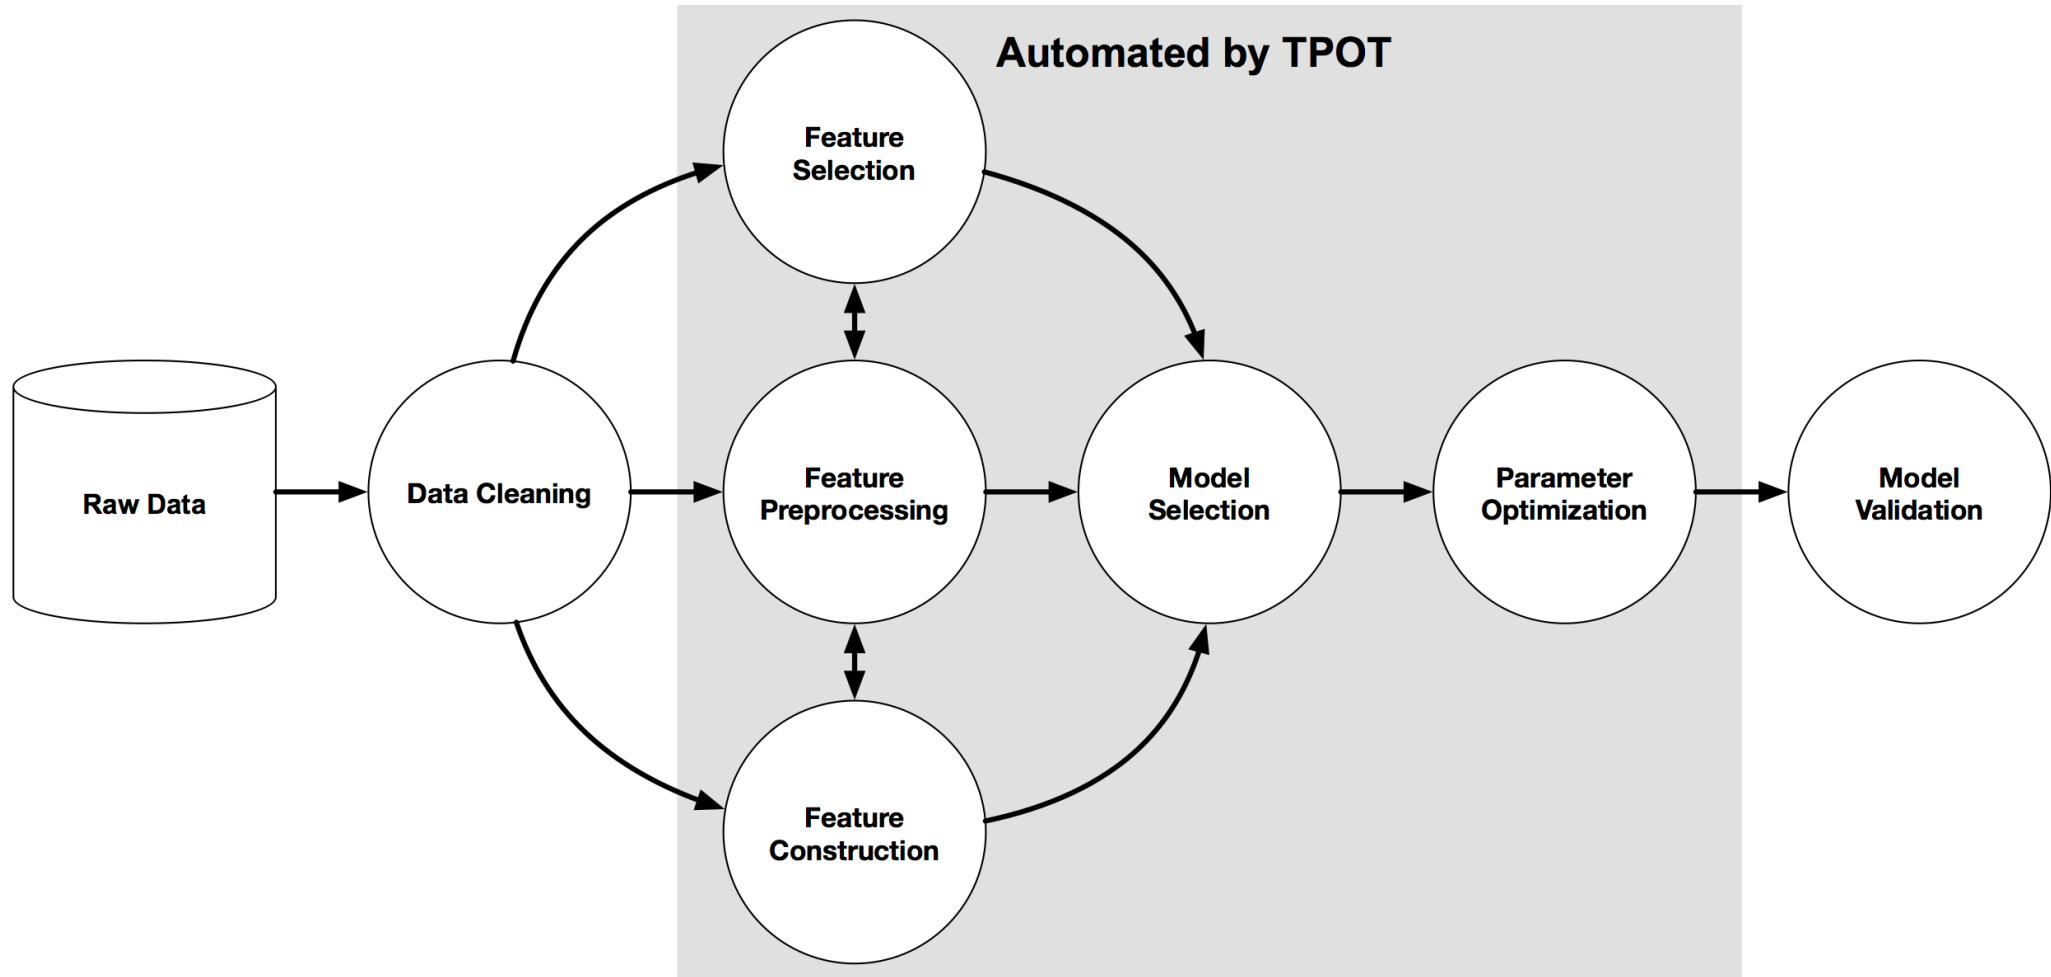 Automated by TPOT
Feature
Selection
Raw Data
Data Cleaning
Feature
Preprocessing
Model
Selection
Parameter
Optimization
Model
Validation
Feature
Construction